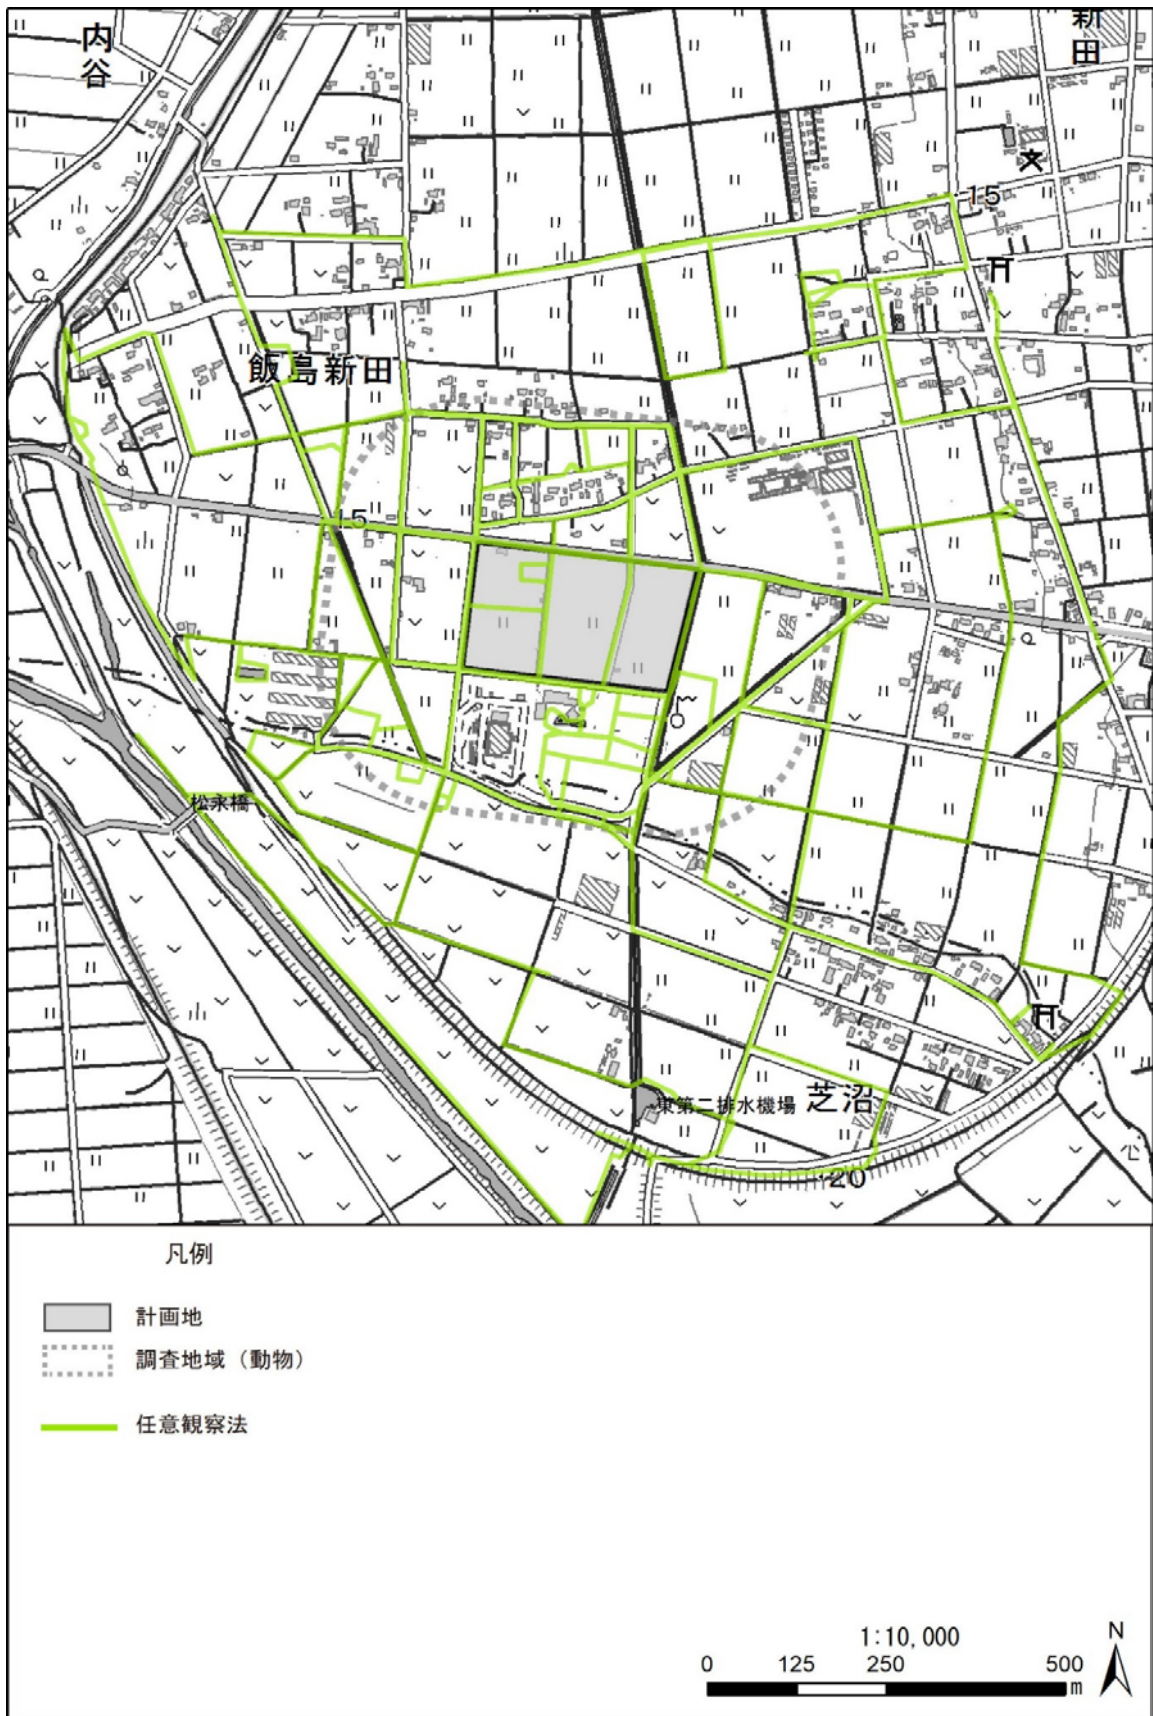 内谷
新田
15
飯島新田
15
松永橋
東第二排水機場
芝沼
20
凡例
計画地
調査地域（動物）
任意観察法
1:10,000
N
0 125 250 500
m